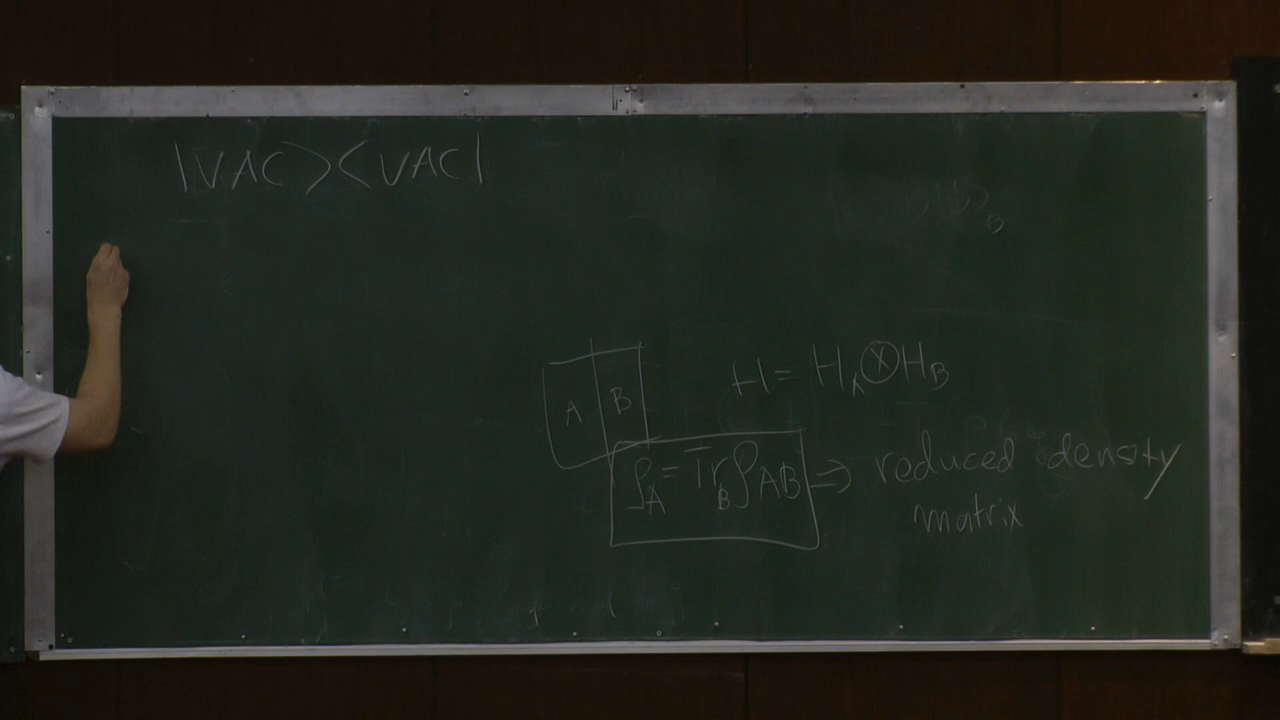 |VAC><VAC|
A B
H = H_A ⊗ H_B
ρ_A = Tr_B ρ_AB ⇒ reduced density
matrix